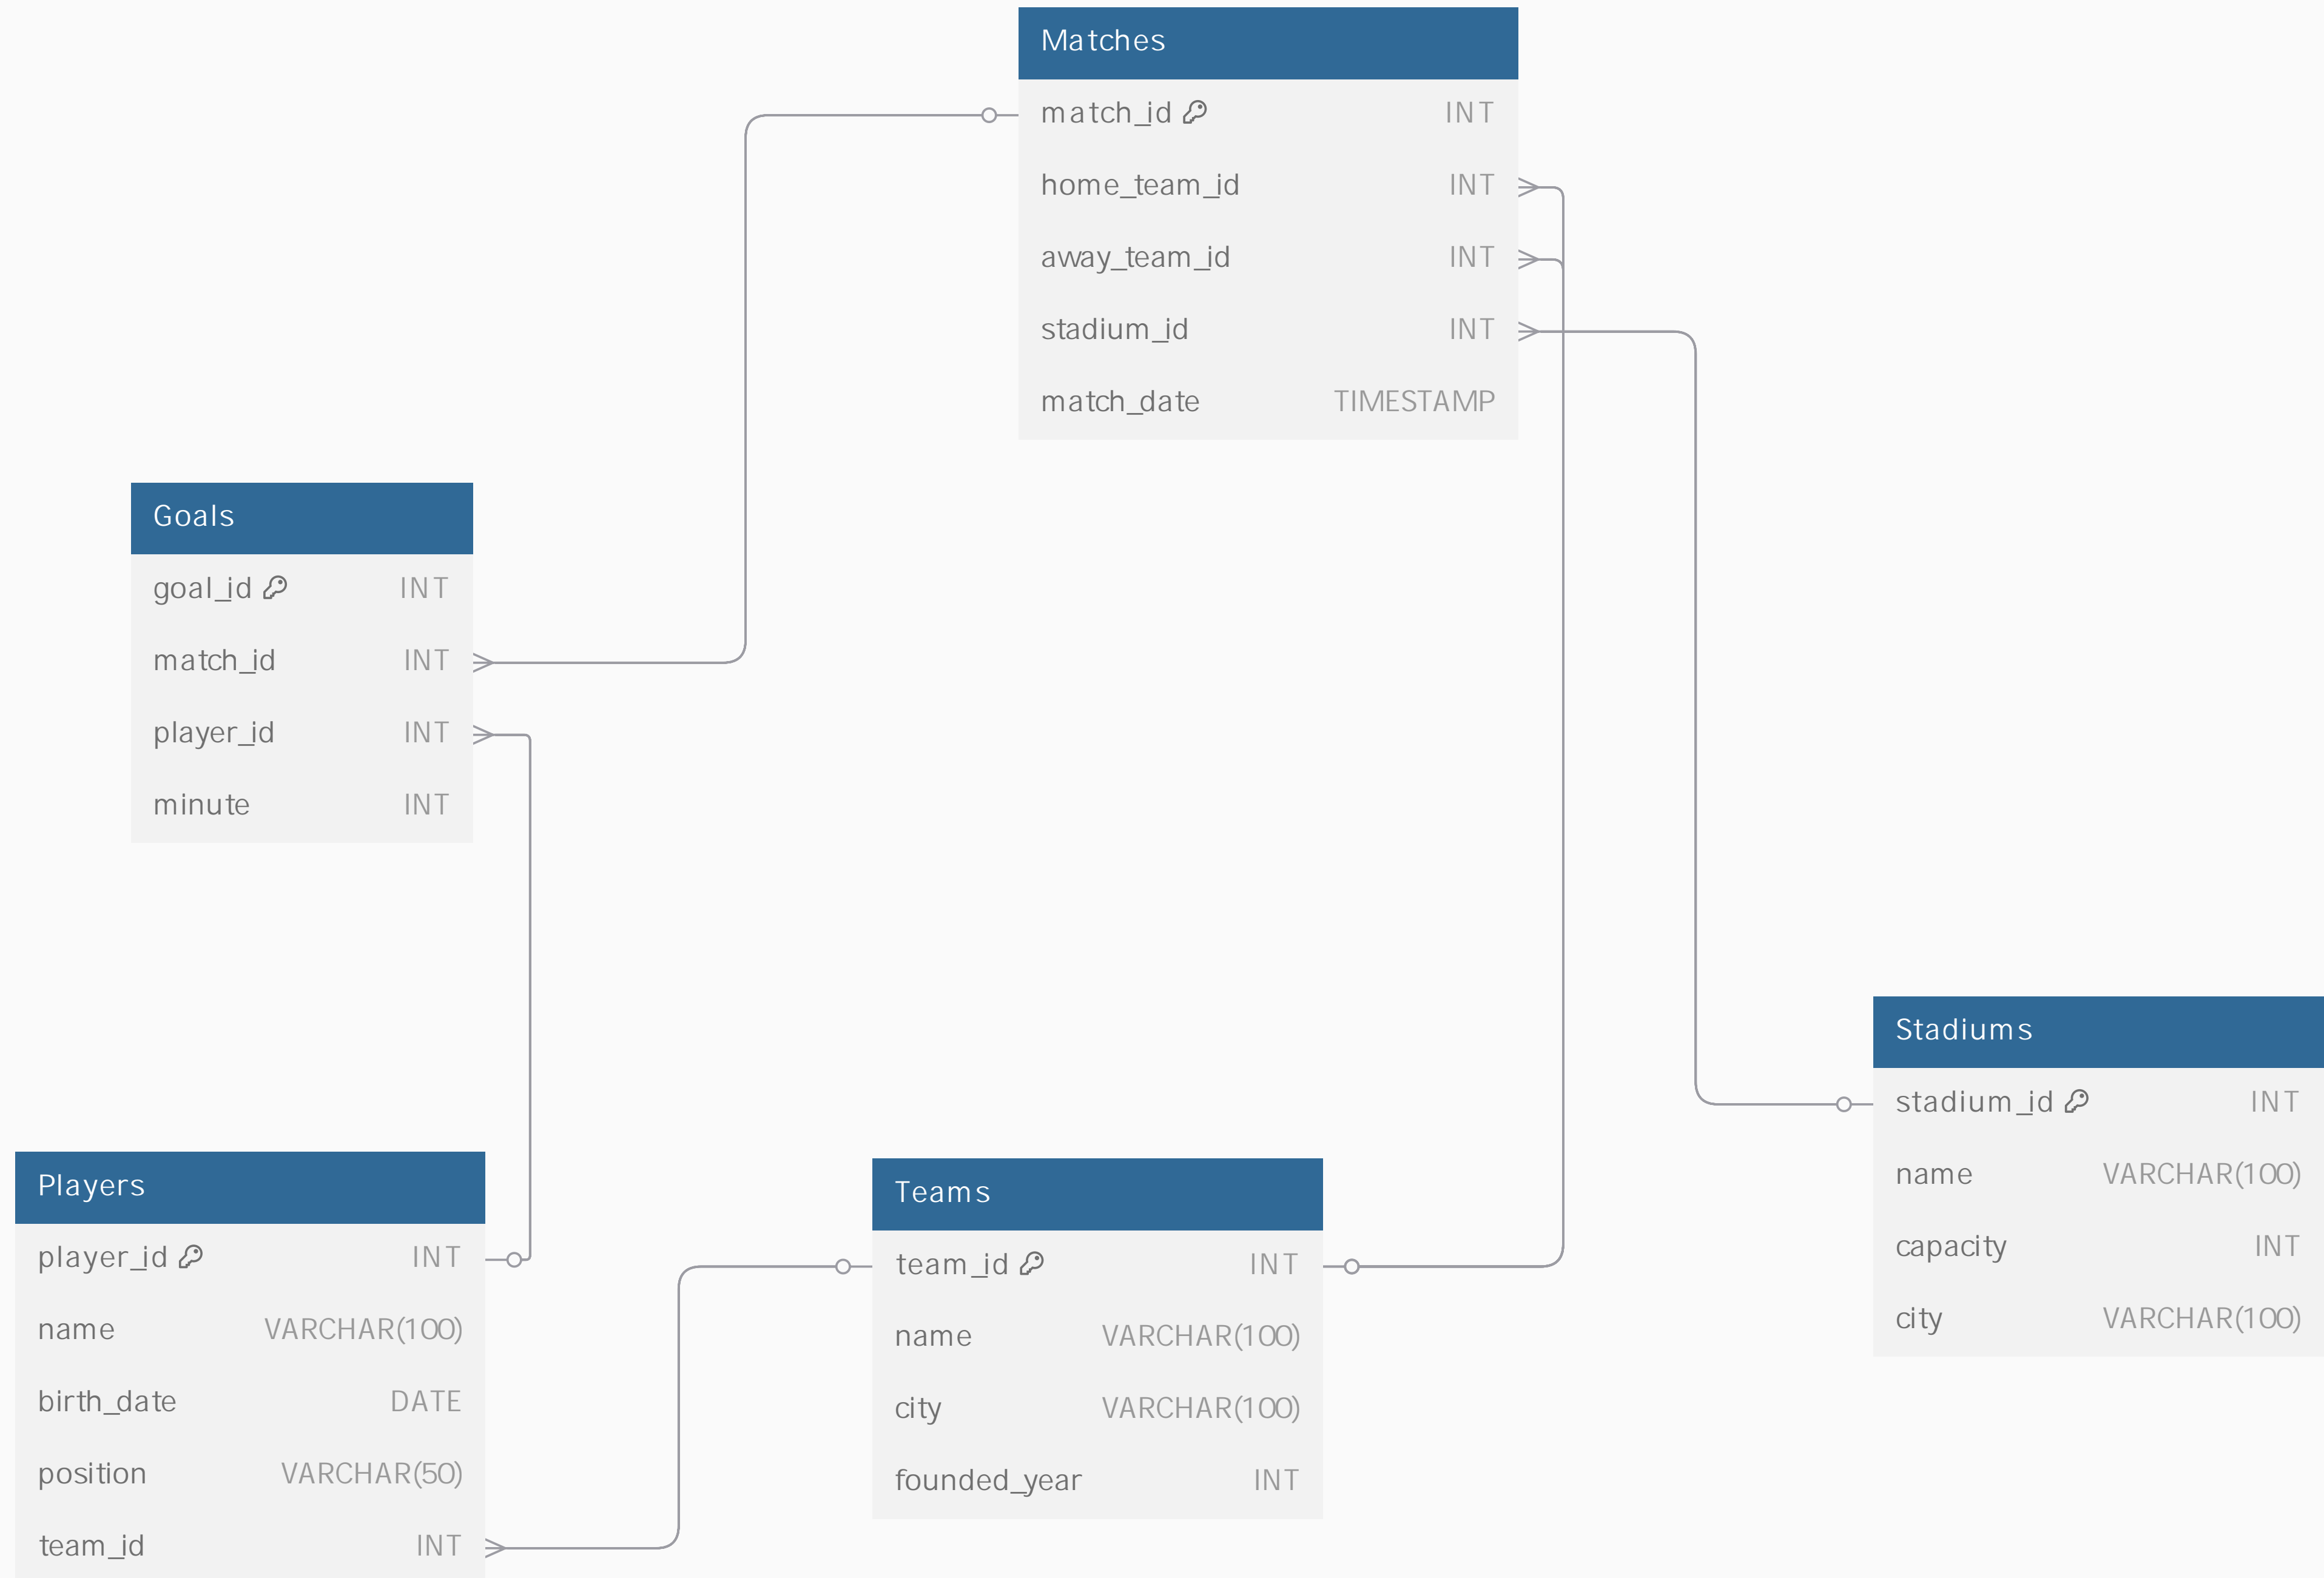 Matches
match_id INT
home_team_id INT
away_team_id INT
stadium_id INT
match_date TIMESTAMP
Goals
goal_id INT
match_id INT
player_id INT
minute INT
Players
player_id INT
name VARCHAR(100)
birth_date DATE
position VARCHAR(50)
team_id INT
Teams
team_id INT
name VARCHAR(100)
city VARCHAR(100)
founded_year INT
Stadiums
stadium_id INT
name VARCHAR(100)
capacity INT
city VARCHAR(100)